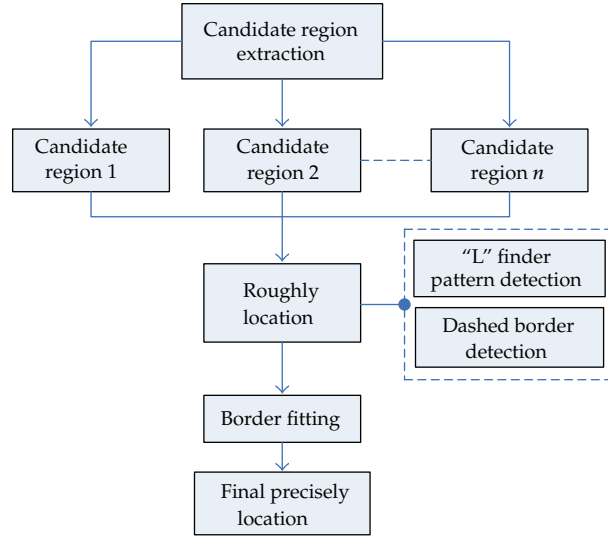 Candidate region
extraction
Candidate
region 1
Candidate
region 2
Candidate
region n
Roughly
location
“L” finder
pattern detection
Dashed border
detection
Border fitting
Final precisely
location